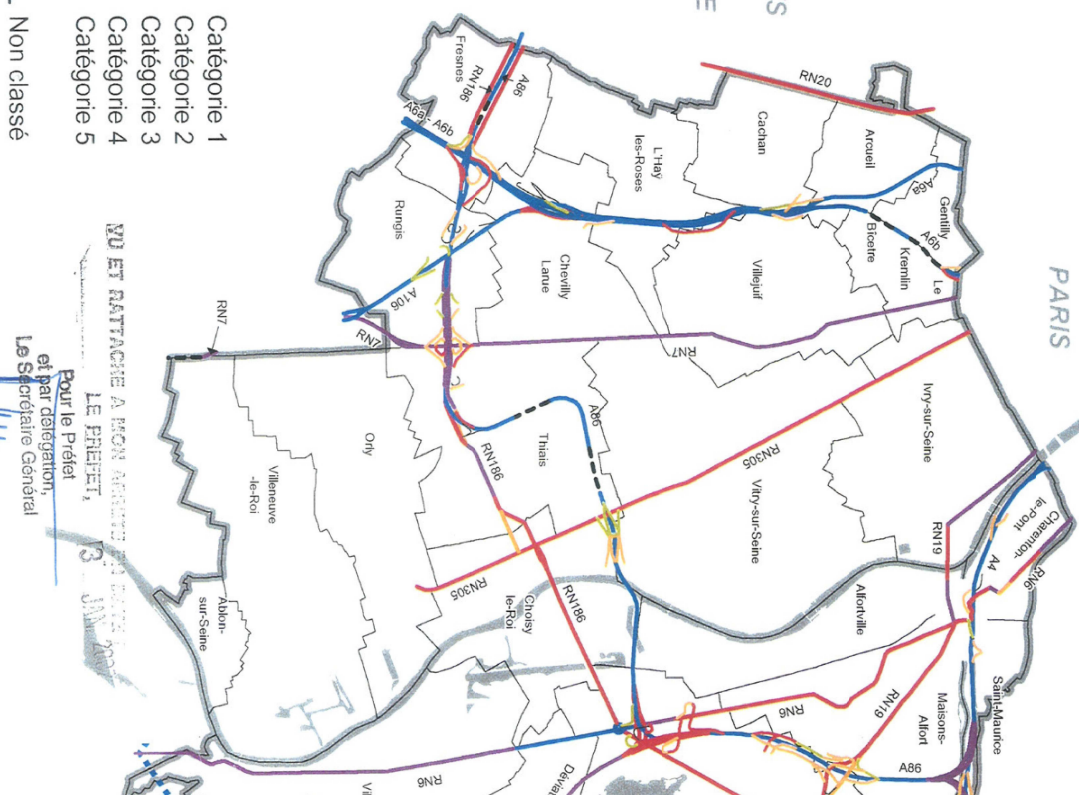 PARIS
RN20
Fresnes
A86
RN186
A6a - A6b
Cachan
Arcueil
L'Haÿ
les-Roses
A6a
Gentilly
A6b
Le
Kremlin
Bicetre
Rungis
Chevilly
Larue
Villejuif
A106
RN7
RN7
RN7
Ivry-sur-Seine
A86
Thiais
RN186
RN305
Vitry-sur-Seine
Orly
Villeneuve
-le-Roi
RN19
Charenton-
le-Pont
A4
RN6
RN305
RN186
Choisy
le-Roi
Alfortville
Ablon-
sur-Seine
Saint-Maurice
Maisons-
Alfort
RN19
RN6
A86
RN6
Catégorie 1
Catégorie 2
Catégorie 3
Catégorie 4
Catégorie 5
Non classé
VU ET RATTACHE A MON
LE PREFET,
Pour le Préfet
et par délégation,
Le Secrétaire Général